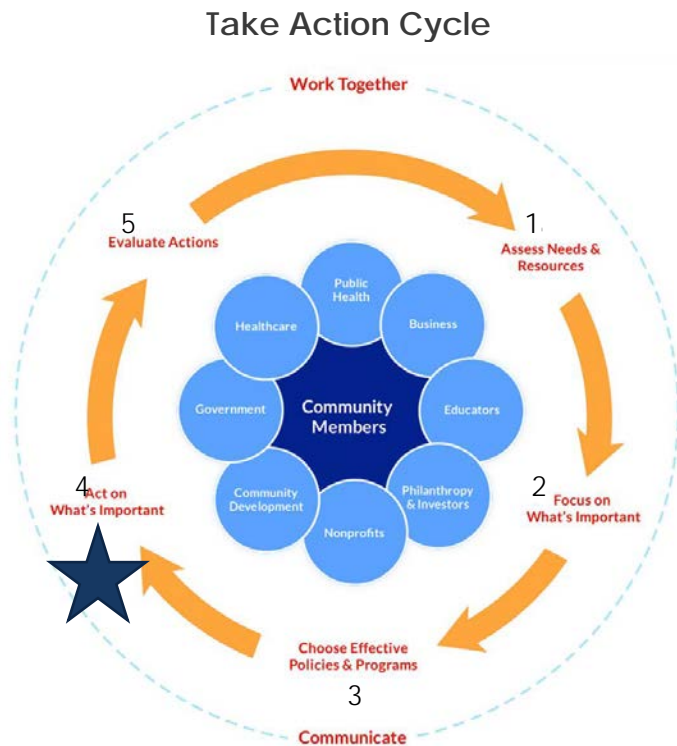 Take Action Cycle
Work Together
5
Evaluate Actions
1
Assess Needs &
Resources
Public
Health
Healthcare
Business
Government
Community
Members
Educators
Community
Development
Philanthropy
& Investors
Nonprofits
4
Act on
What's Important
2
Focus on
What's Important
Choose Effective
Policies & Programs
3
Communicate